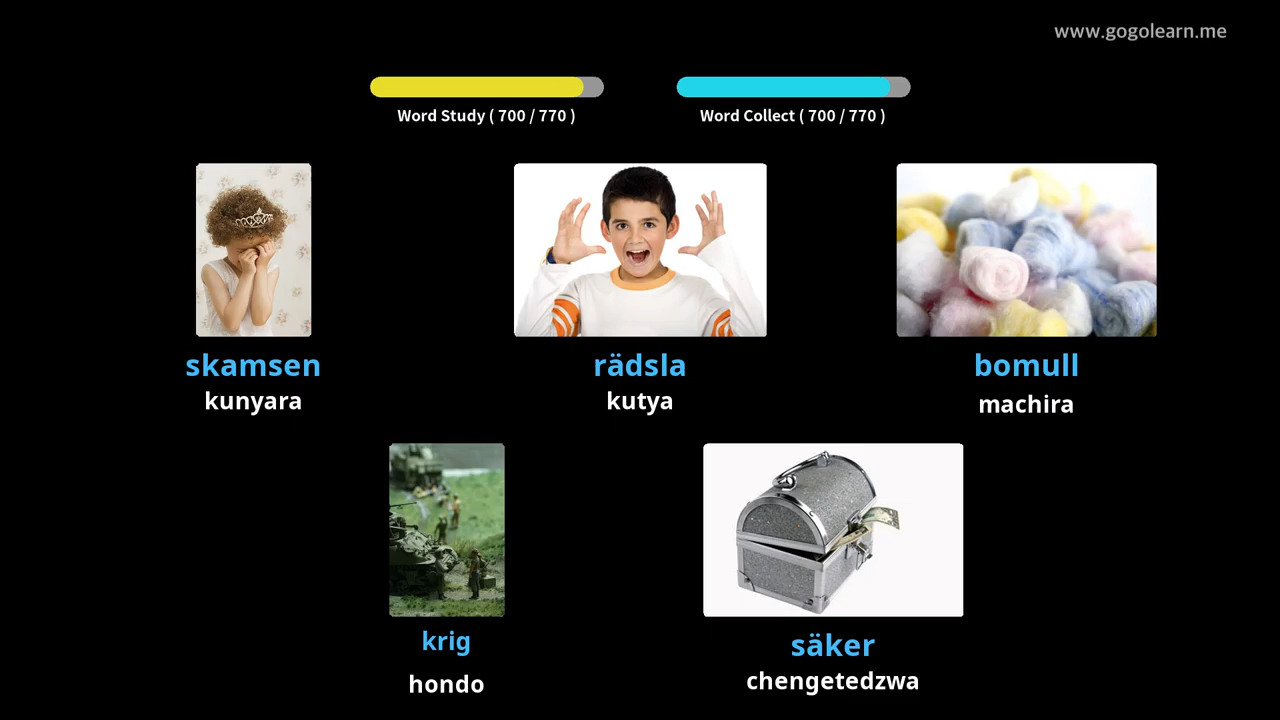 www.gogolearn.me
Word Study ( 700 / 770 )
Word Collect ( 700 / 770 )
skamsen
kunyara
rädsla
kutya
bomull
machira
krig
hondo
säker
chengetedzwa